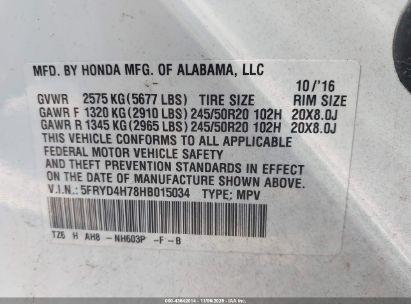 MFD. BY HONDA MFG. OF ALABAMA, LLC 10/'16
GVWR 2575 KG (5677 LBS) TIRE SIZE RIM SIZE
GAWR F 1320 KG (2910 LBS) 245/50R20 102H 20X8.0J
GAWR R 1345 KG (2965 LBS) 245/50R20 102H 20X8.0J
THIS VEHICLE CONFORMS TO ALL APPLICABLE
FEDERAL MOTOR VEHICLE SAFETY
AND THEFT PREVENTION STANDARDS IN EFFECT
ON THE DATE OF MANUFACTURE SHOWN ABOVE.
V.I.N.: 5FRYD4H78HB015034 TYPE; MPV
TZ6 H AH8 -NH603P -F -B